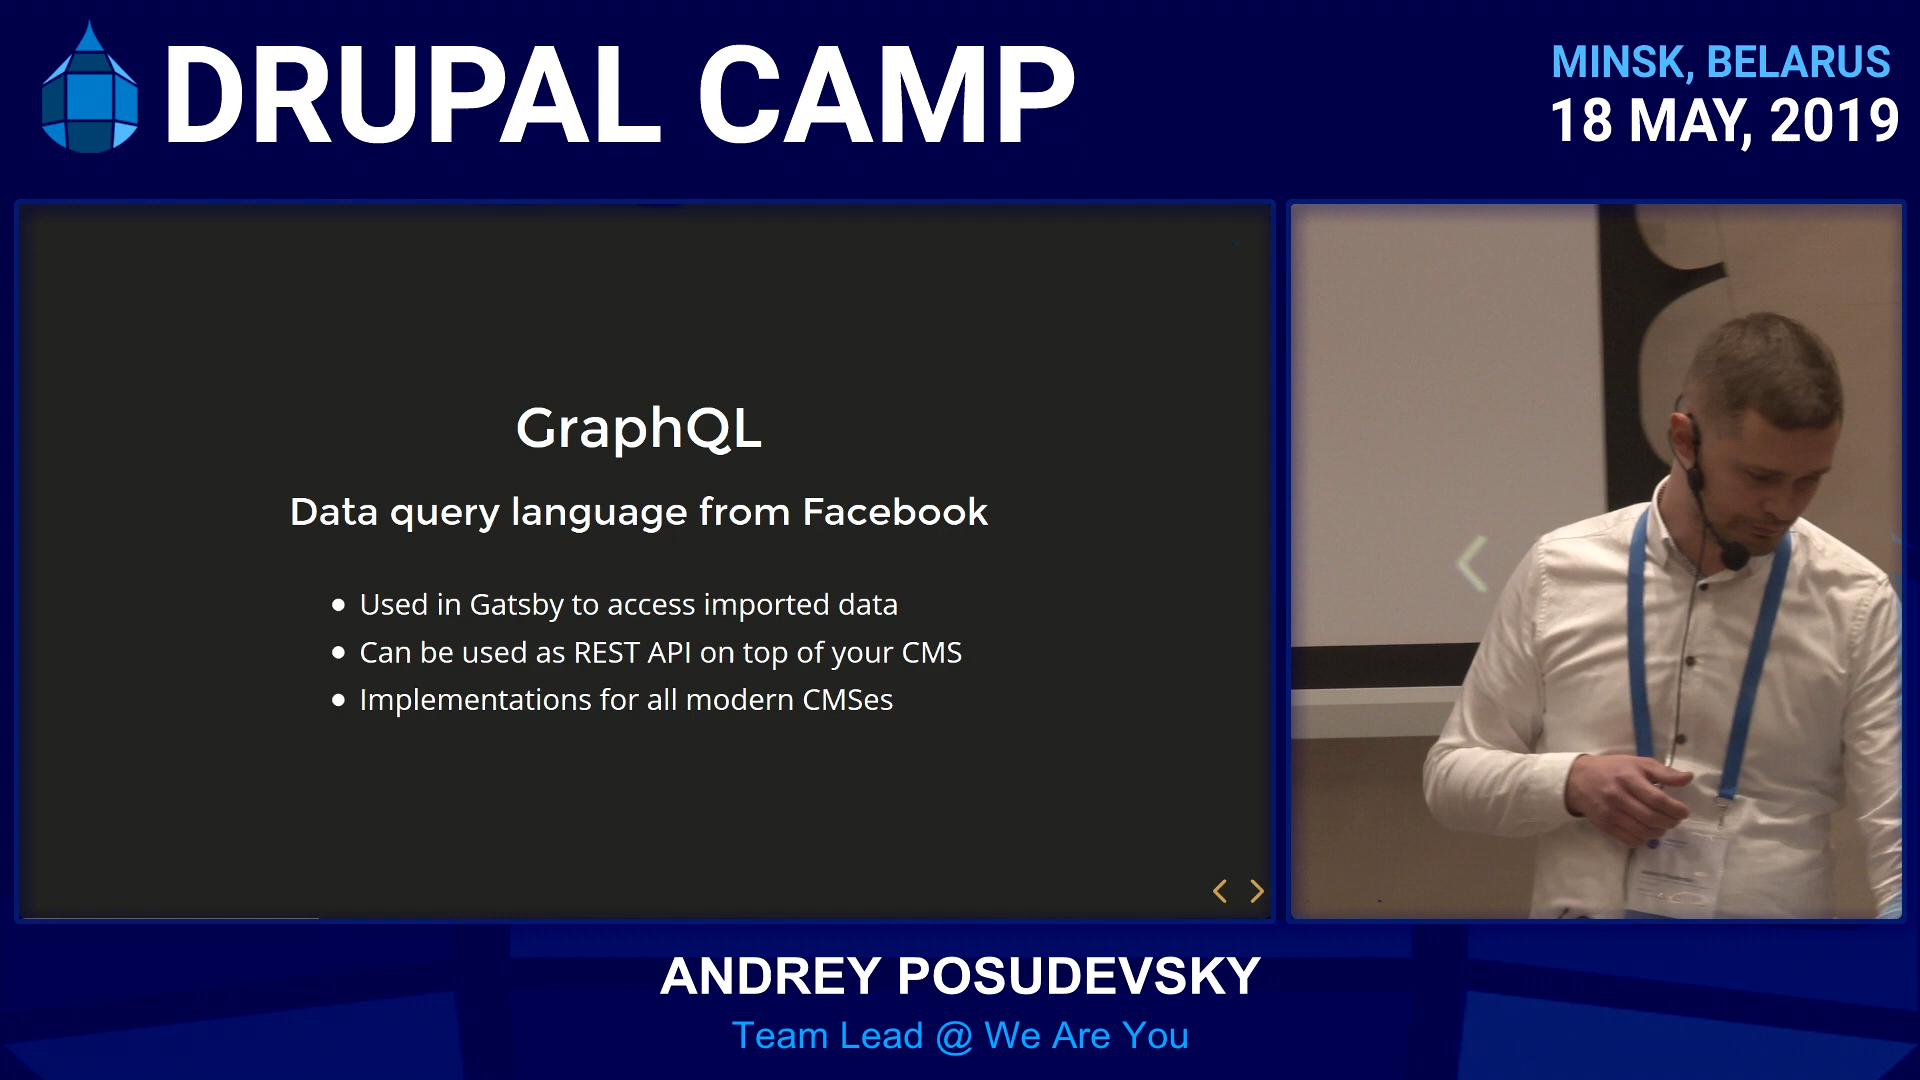 DRUPAL CAMP
MINSK, BELARUS
18 MAY, 2019
GraphQL
Data query language from Facebook
Used in Gatsby to access imported data
Can be used as REST API on top of your CMS
Implementations for all modern CMSes
ANDREY POSUDEVSKY
Team Lead @ We Are You